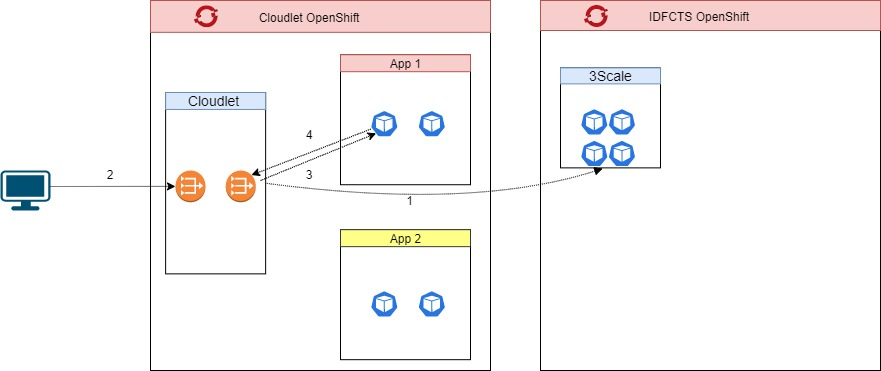 Cloudlet OpenShift
IDFCTS OpenShift
App 1
3Scale
Cloudlet
4
2
3
1
App 2